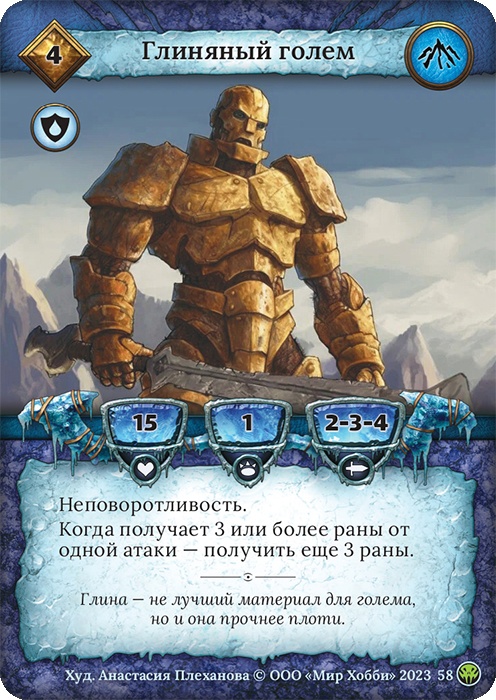 4
Глиняный голем
15
1
2-3-4
Неповоротливость.
Когда получает 3 или более раны от
одной атаки — получить еще 3 раны.
Глина — не лучший материал для голема,
но и она прочнее плоти.
Худ. Анастасия Плеханова © ООО «Мир Хобби» 2023 58